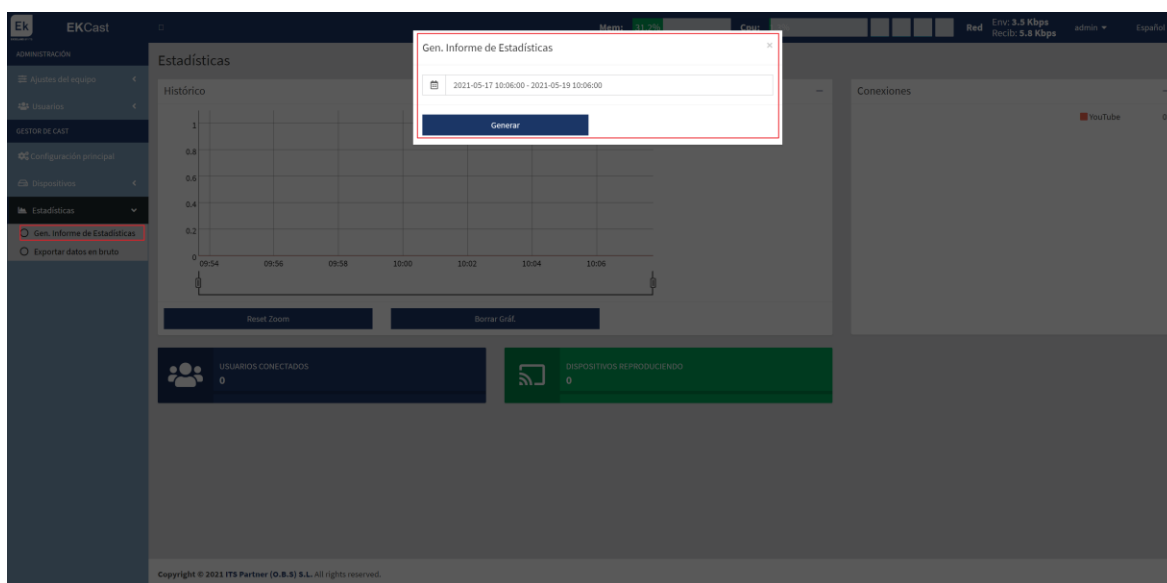 Ek
EKCast
Mem:
31.2%
Cpu:
Red
Env: 3.5 Kbps
Recib: 5.8 Kbps
admin
Español
ADMINISTRACIÓN
Ajustes del equipo
Usuarios
GESTOR DE CAST
Configuración principal
Dispositivos
Estadísticas
Gen. Informe de Estadísticas
Exportar datos en bruto
Gen. Informe de Estadísticas
×
2021-05-17 10:06:00 - 2021-05-19 10:06:00
Generar
Estadísticas
Histórico
1
0.8
0.6
0.4
0.2
0
09:54 09:56 09:58 10:00 10:02 10:04 10:06
Reset Zoom
Borrar Gráf.
Conexiones
YouTube
USUARIOS CONECTADOS
0
DISPOSITIVOS REPRODUCIENDO
0
Copyright © 2021 ITS Partner (O.B.S) S.L. All rights reserved.